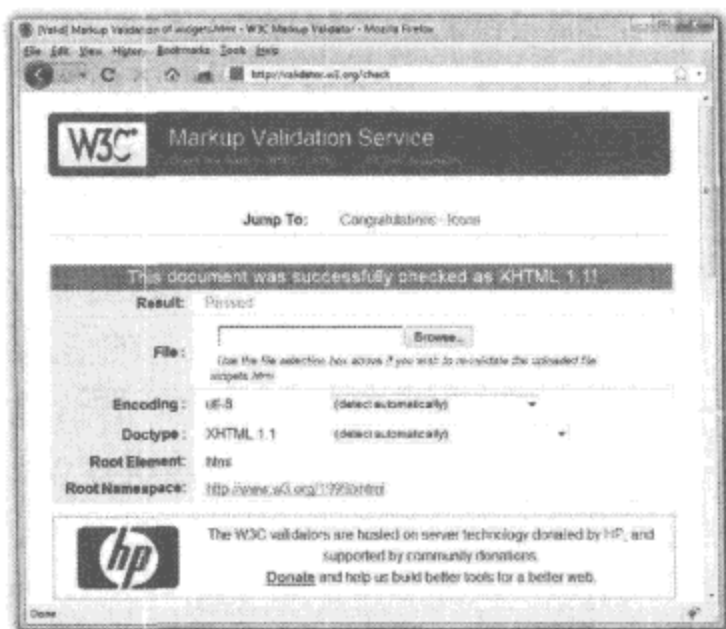 [Valid] Markup Validation of widgets.html - W3C Markup Validator - Mozilla Firefox
File Edit View History Bookmarks Tools Help
http://validator.w3.org/check
W3C Markup Validation Service
Jump To: Congratulations · Icons
This document was successfully checked as XHTML 1.1!
Result: Passed
File : Browse...
Use the file selection box above if you wish to re-validate the uploaded file
widgets.html
Encoding : utf-8 (detect automatically)
Doctype : XHTML 1.1 (detect automatically)
Root Element: html
Root Namespace: http://www.w3.org/1999/xhtml
hp
The W3C validators are hosted on server technology donated by HP, and
supported by community donations.
Donate and help us build better tools for a better web.
Done